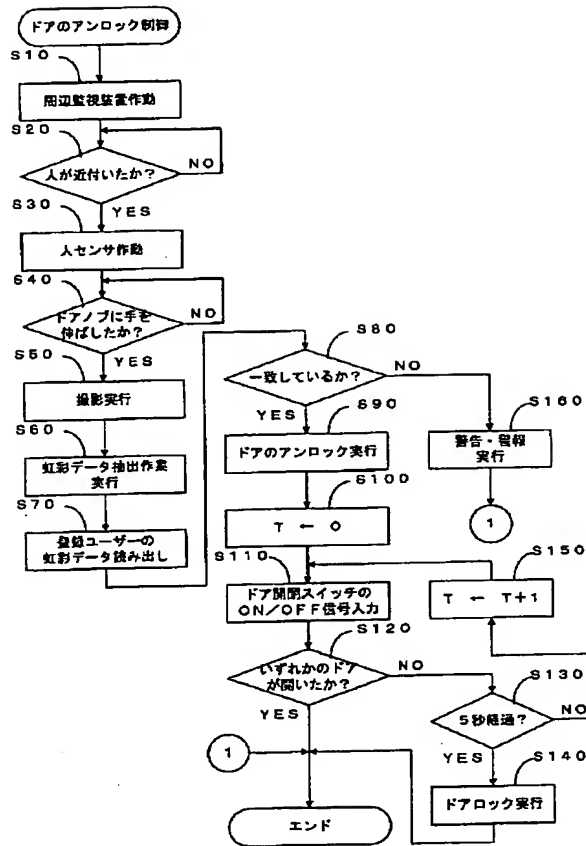 ドアのアンロック制御
S10
周辺監視装置作動
S20
人が近付いたか？
NO
YES
S30
人センサ作動
S40
ドアノブに手を
伸ばしたか？
NO
YES
S50
撮影実行
S60
虹彩データ抽出作業
実行
S70
登録ユーザーの
虹彩データ読み出し
S80
一致しているか？
NO
YES
S90
ドアのアンロック実行
S100
T ← 0
S110
ドア開閉スイッチの
ON/OFF信号入力
S120
いずれかのドア
が開いたか？
NO
YES
S130
5秒経過？
NO
YES
S140
ドアロック実行
S150
T ← T+1
S160
警告・警報
実行
1
1
エンド